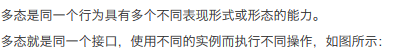 多态是同一个行为具有多个不同表现形式或形态的能力。
多态就是同一个接口，使用不同的实例而执行不同操作，如图所示：